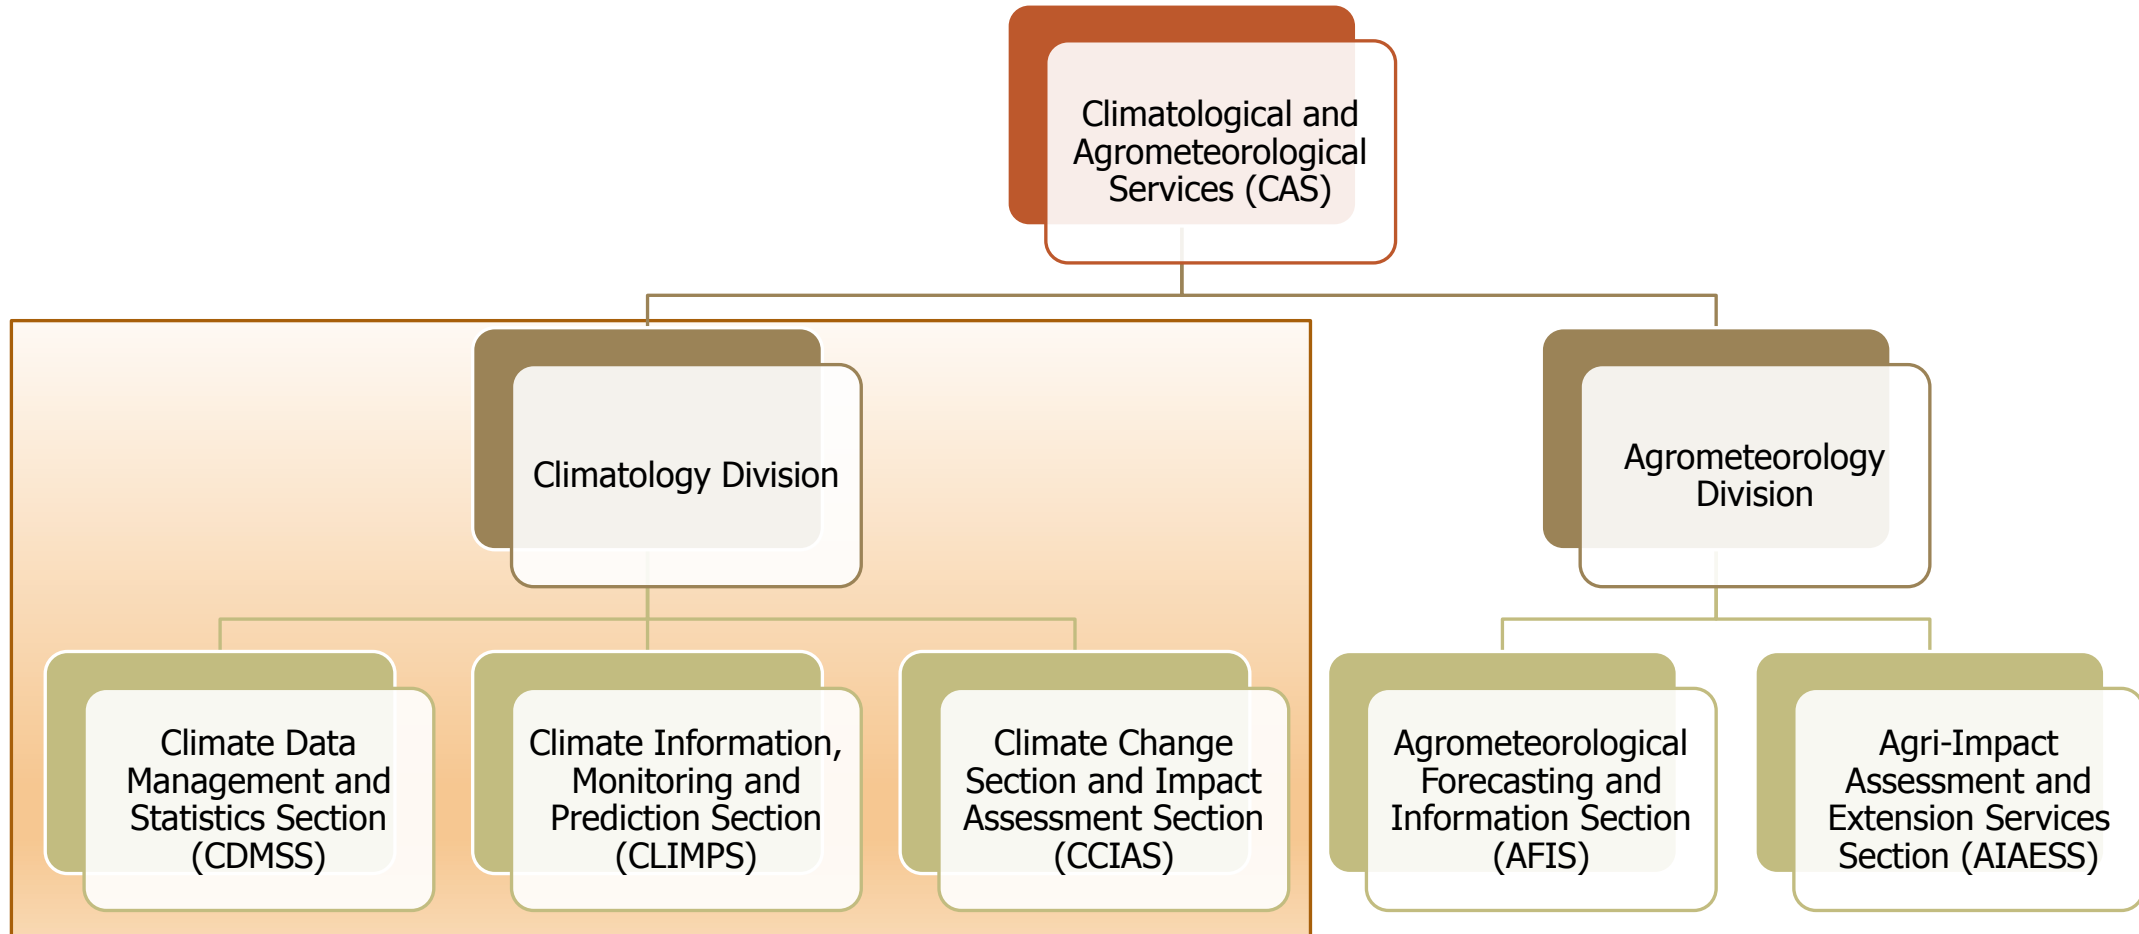 Climatological and
Agrometeorological
Services (CAS)
Climatology Division
Agrometeorology
Division
Climate Data
Management and
Statistics Section
(CDMSS)
Climate Information,
Monitoring and
Prediction Section
(CLIMPS)
Climate Change
Section and Impact
Assessment Section
(CCIAS)
Agrometeorological
Forecasting and
Information Section
(AFIS)
Agri-Impact
Assessment and
Extension Services
Section (AIAESS)